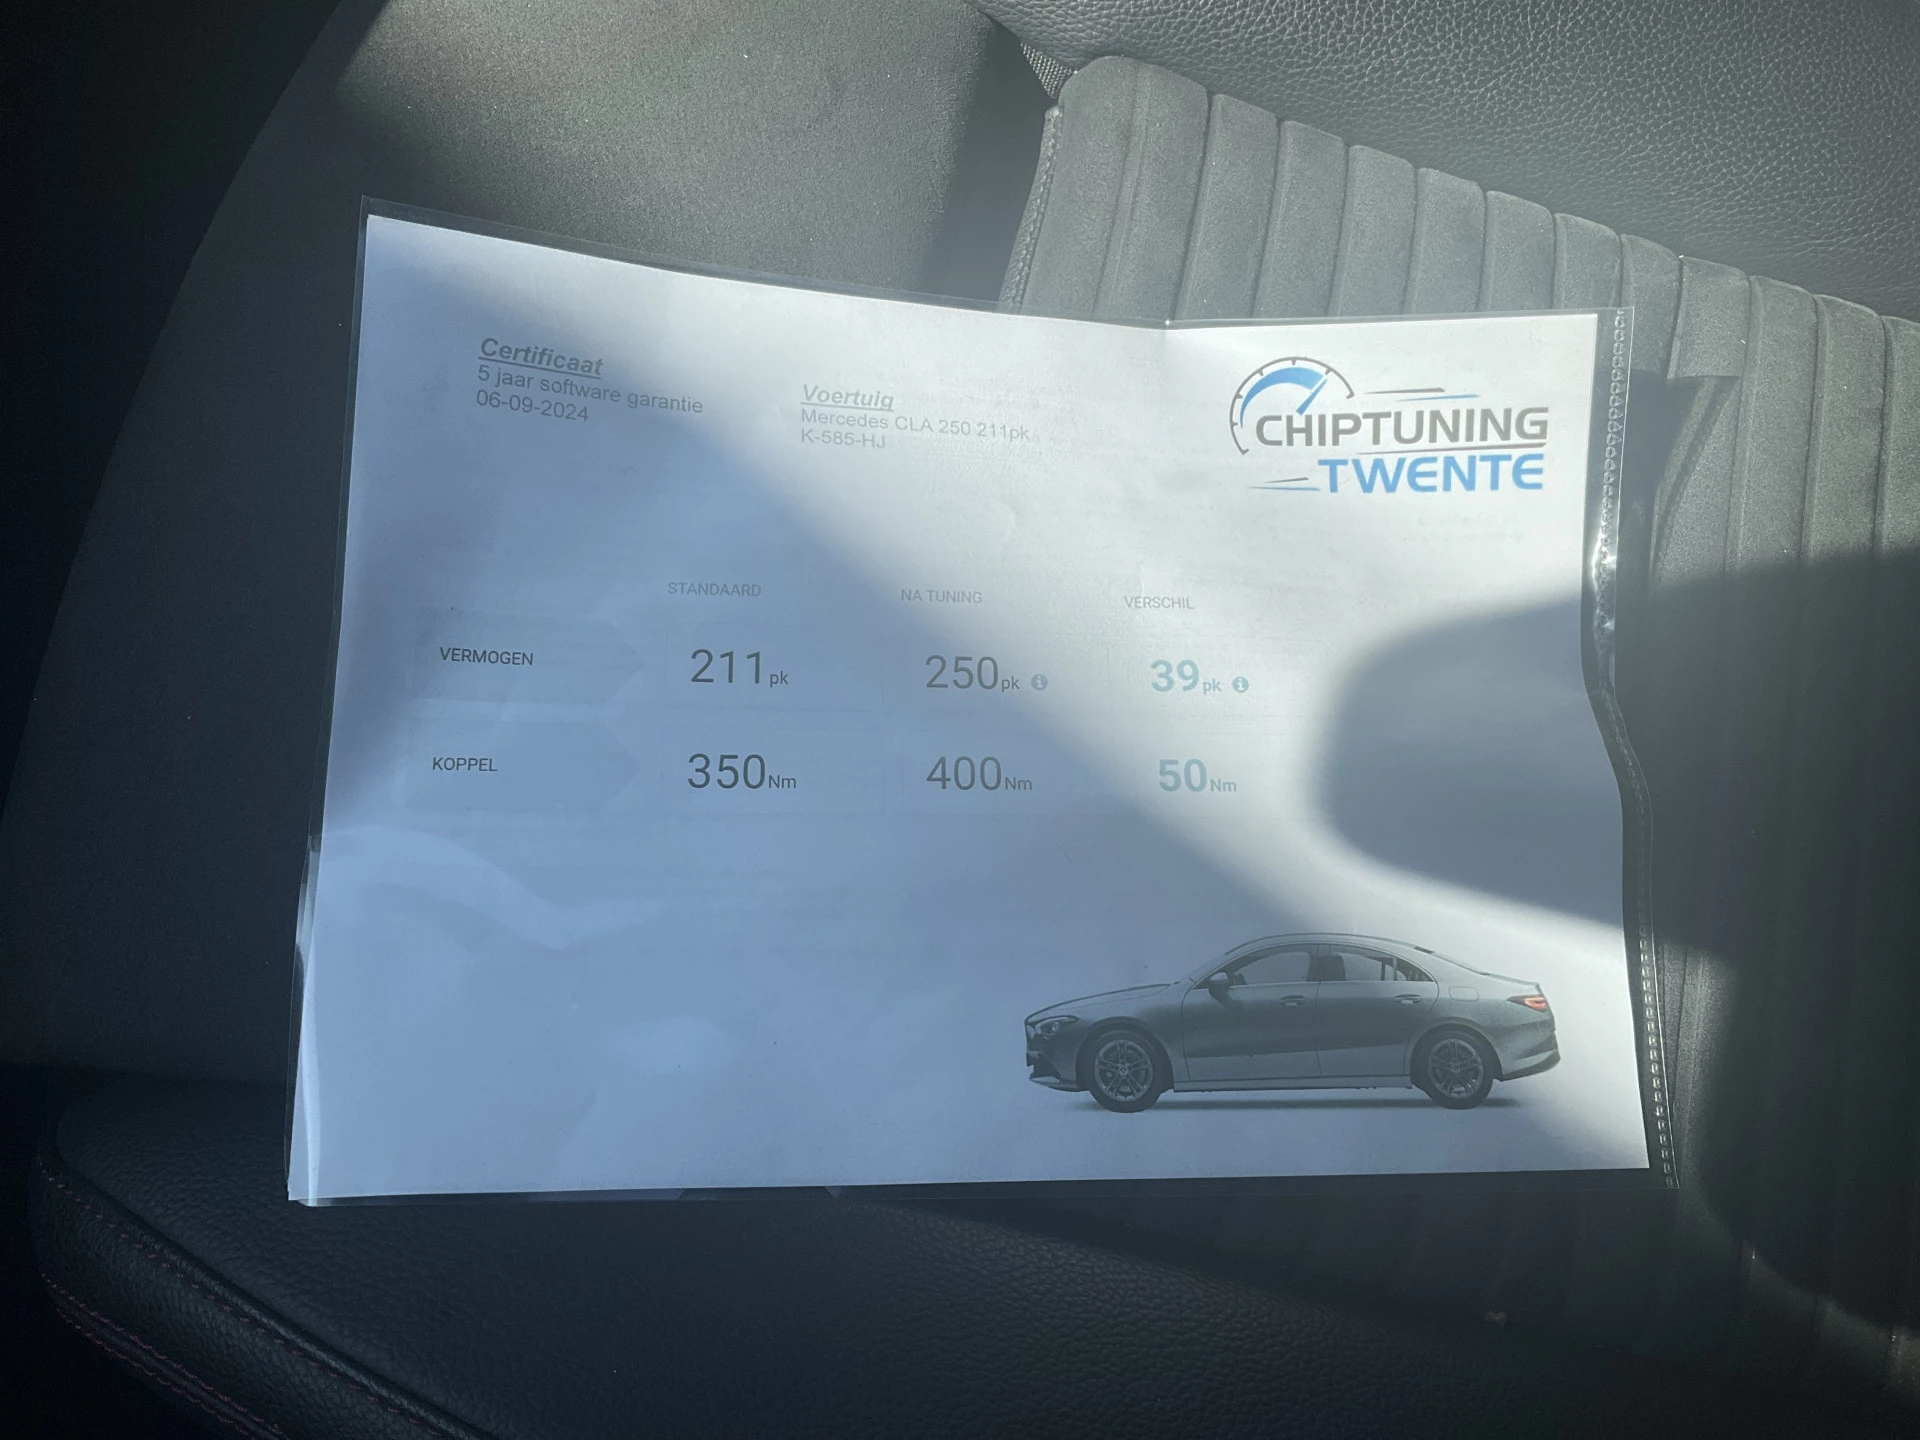 Certificaat
5 jaar software garantie
06-09-2024
Voertuig
Mercedes CLA 250 211pk
K-585-HJ
CHIPTUNING
TWENTE
STANDAARD NA TUNING VERSCHIL
VERMOGEN 211pk 250pk 39pk
KOPPEL 350Nm 400Nm 50Nm